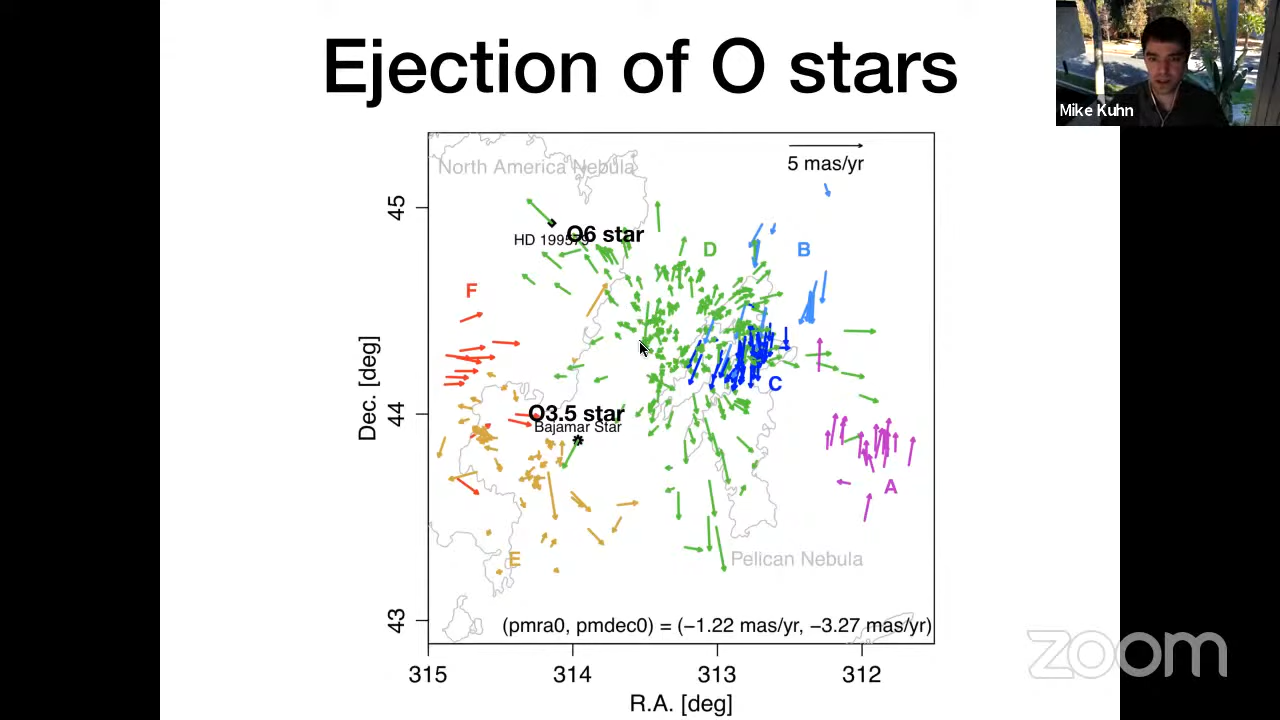 Ejection of O stars
Mike Kuhn
North America Nebula
5 mas/yr
45
O6 star
HD 199579
D
B
F
C
Dec. [deg]
44
O3.5 star
Bajamar Star
A
E
Pelican Nebula
43
(pmra0, pmdec0) = (−1.22 mas/yr, −3.27 mas/yr)
315 314 313 312
R.A. [deg]
zoom